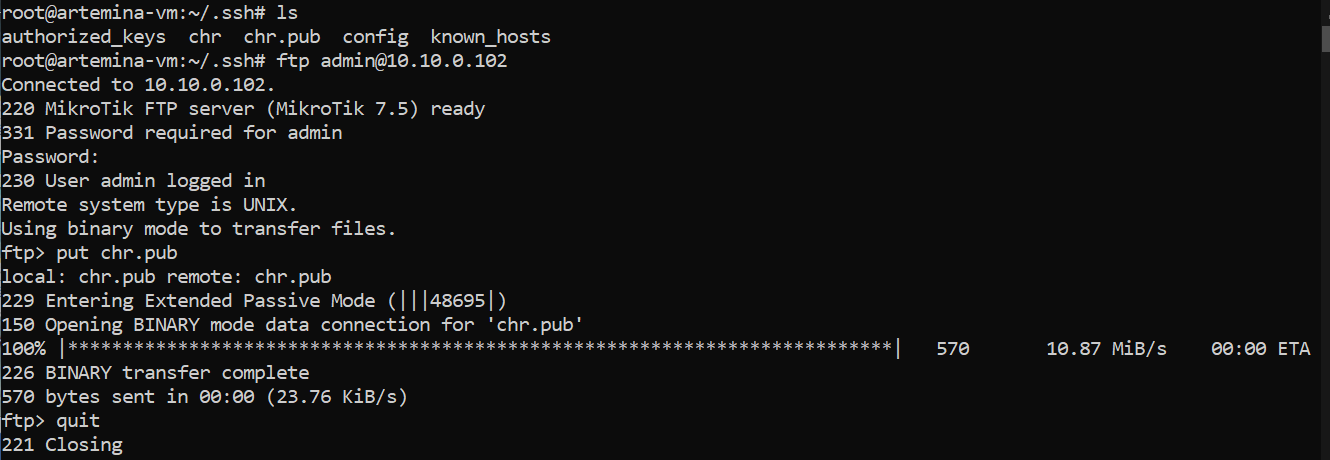 root@artemina-vm:~/.ssh# ls
authorized_keys  chr  chr.pub  config  known_hosts
root@artemina-vm:~/.ssh# ftp admin@10.10.0.102
Connected to 10.10.0.102.
220 MikroTik FTP server (MikroTik 7.5) ready
331 Password required for admin
Password:
230 User admin logged in
Remote system type is UNIX.
Using binary mode to transfer files.
ftp> put chr.pub
local: chr.pub remote: chr.pub
229 Entering Extended Passive Mode (|||48695|)
150 Opening BINARY mode data connection for 'chr.pub'
100% |***************************************************************************|   570       10.87 MiB/s    00:00 ETA
226 BINARY transfer complete
570 bytes sent in 00:00 (23.76 KiB/s)
ftp> quit
221 Closing